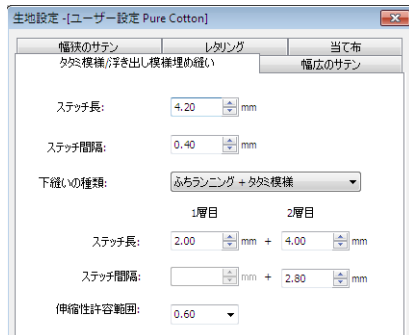 生地設定 -[ユーザー設定 Pure Cotton]
幅狭のサテン レタリング 当て布
タタミ模様/浮き出し模様埋め縫い 幅広のサテン
ステッチ長: 4.20 mm
ステッチ間隔: 0.40 mm
下縫いの種類: ふちランニング + タタミ模様
1層目 2層目
ステッチ長: 2.00 mm + 4.00 mm
ステッチ間隔: mm + 2.80 mm
伸縮性許容範囲: 0.60